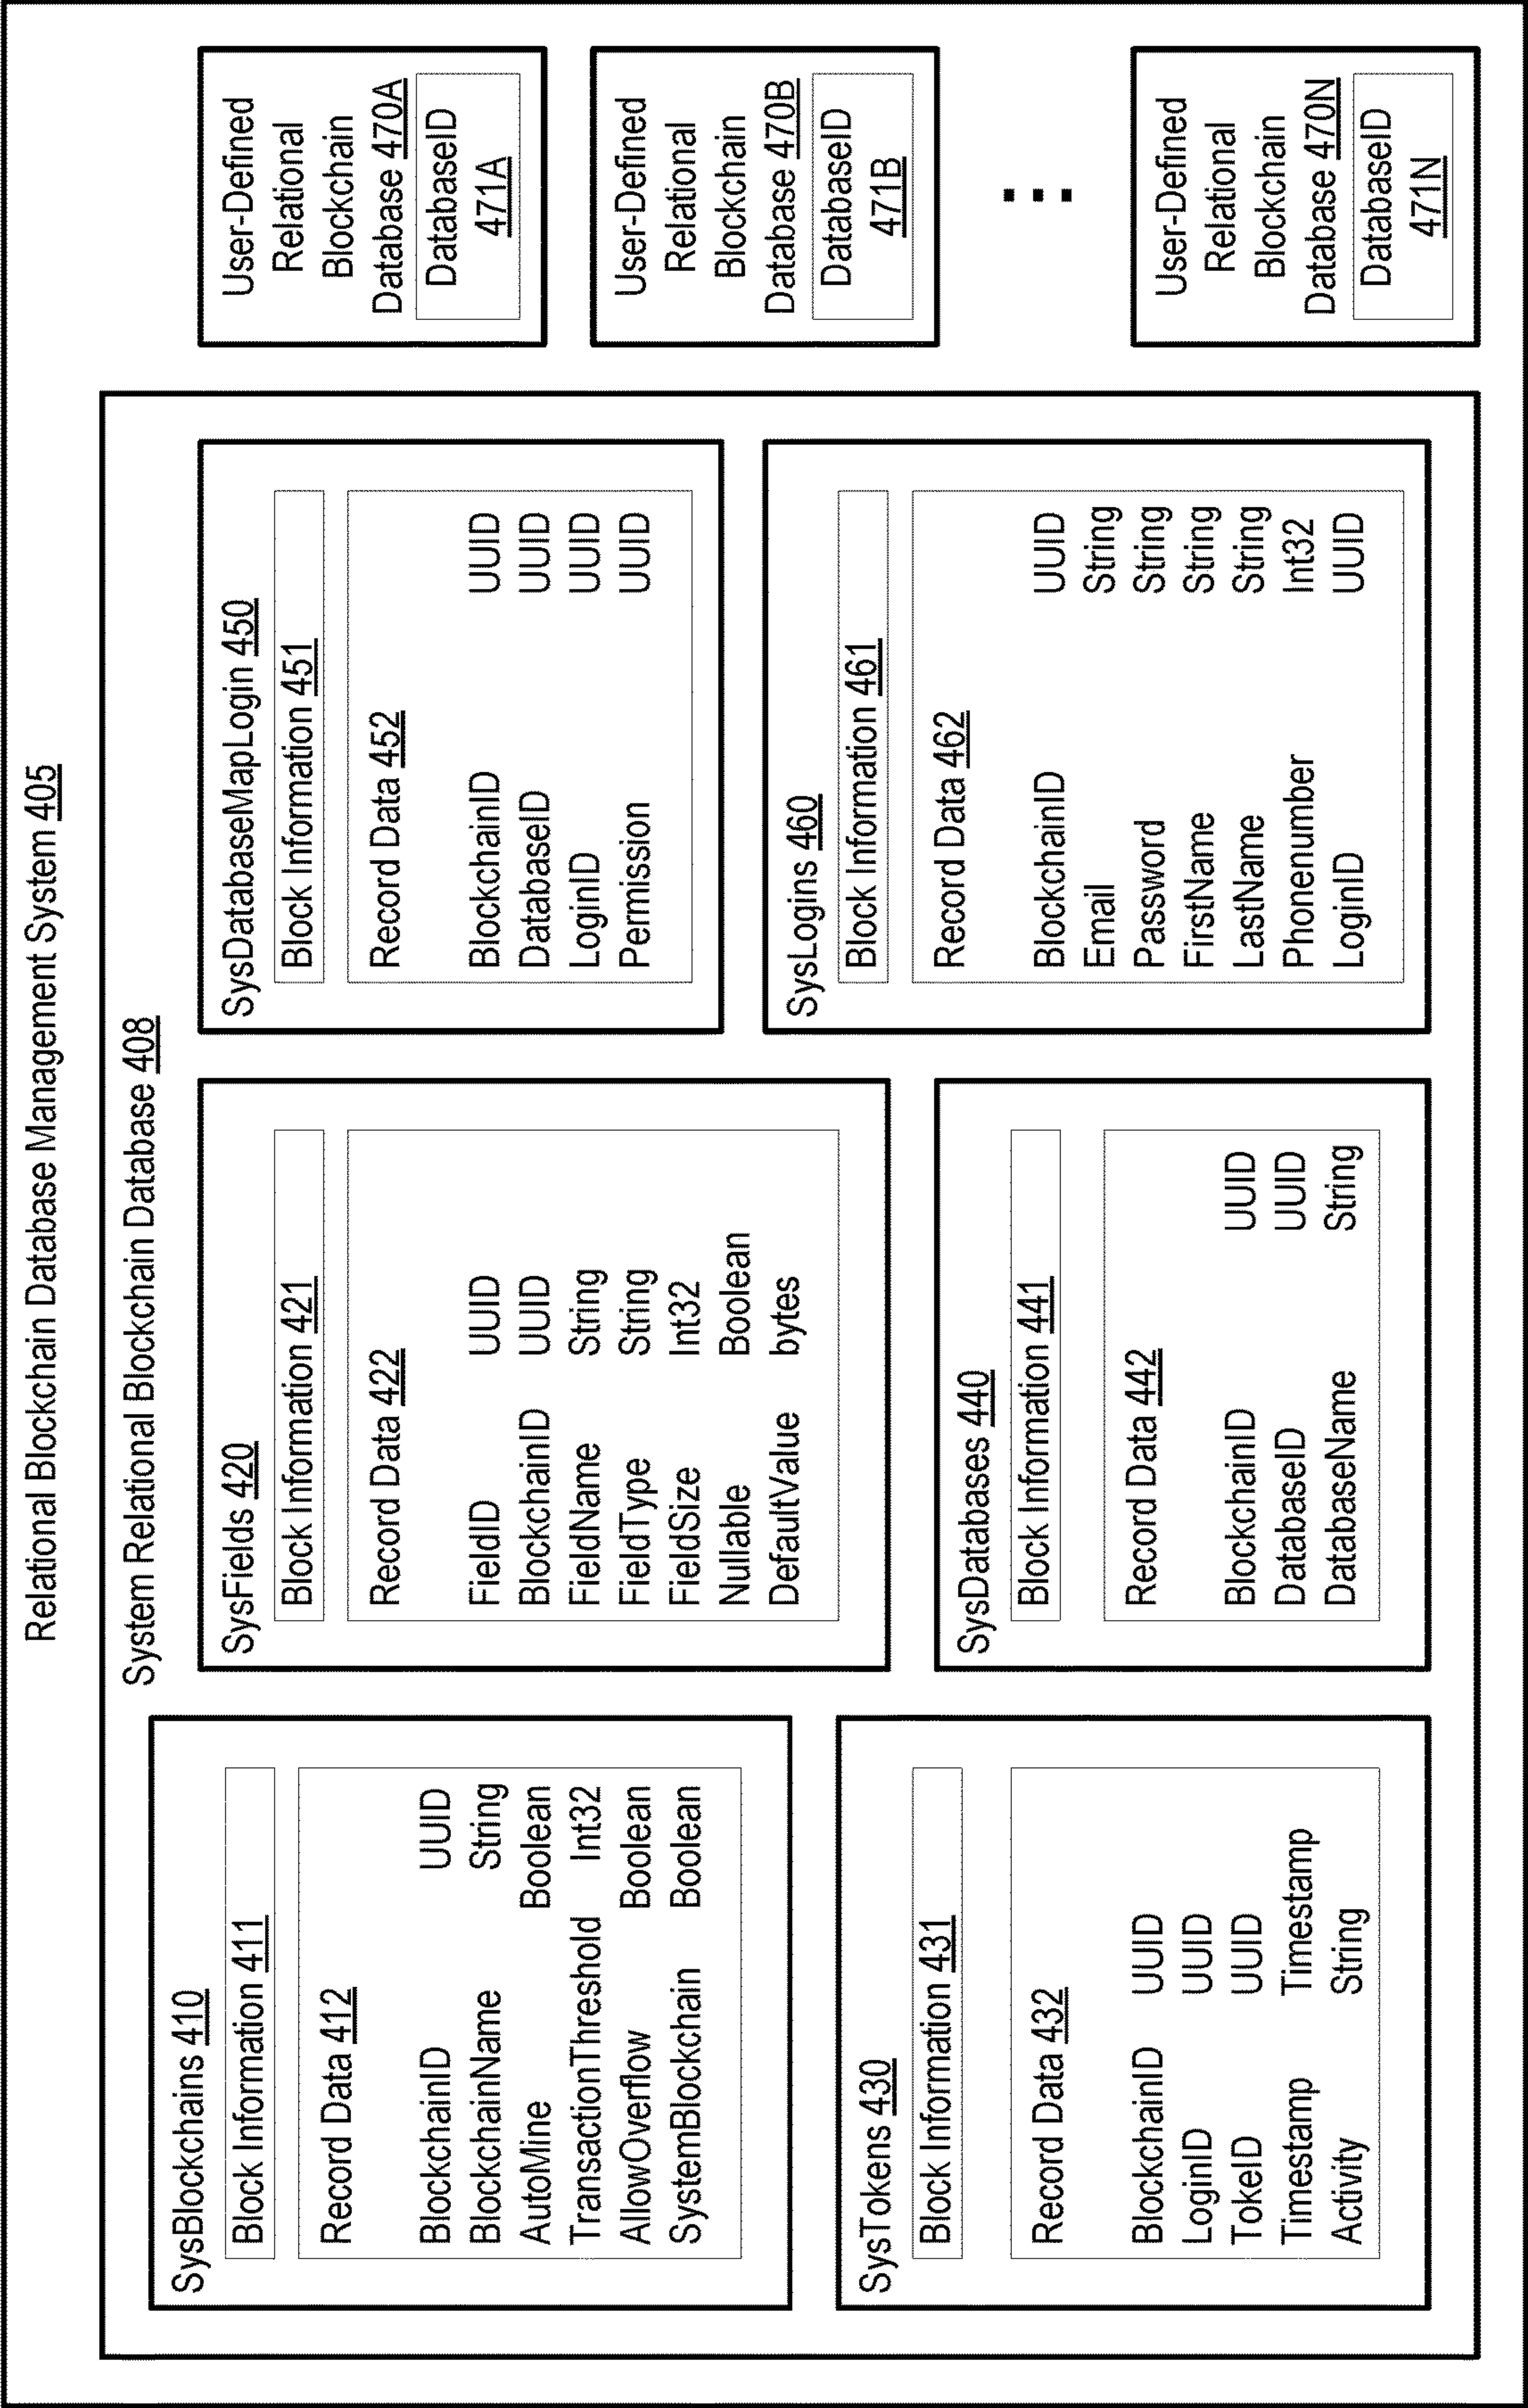 Relational Blockchain Database Management System 405
System Relational Blockchain Database 408
SysBlockchains 410
Block Information 411
Record Data 412
BlockchainID UUID
BlockchainName String
AutoMine Boolean
TransactionThreshold Int32
AllowOverflow Boolean
SystemBlockchain Boolean
SysTokens 430
Block Information 431
Record Data 432
BlockchainID UUID
LoginID UUID
TokeID UUID
Timestamp Timestamp
Activity String
SysFields 420
Block Information 421
Record Data 422
FieldID UUID
BlockchainID UUID
FieldName String
FieldType String
FieldSize Int32
Nullable Boolean
DefaultValue bytes
SysDatabases 440
Block Information 441
Record Data 442
BlockchainID UUID
DatabaseID UUID
DatabaseName String
SysDatabaseMapLogin 450
Block Information 451
Record Data 452
BlockchainID UUID
DatabaseID UUID
LoginID UUID
Permission UUID
SysLogins 460
Block Information 461
Record Data 462
BlockchainID UUID
Email String
Password String
FirstName String
LastName String
Phonenumber Int32
LoginID UUID
User-Defined
Relational
Blockchain
Database 470A
DatabaseID
471A
User-Defined
Relational
Blockchain
Database 470B
DatabaseID
471B
...
User-Defined
Relational
Blockchain
Database 470N
DatabaseID
471N